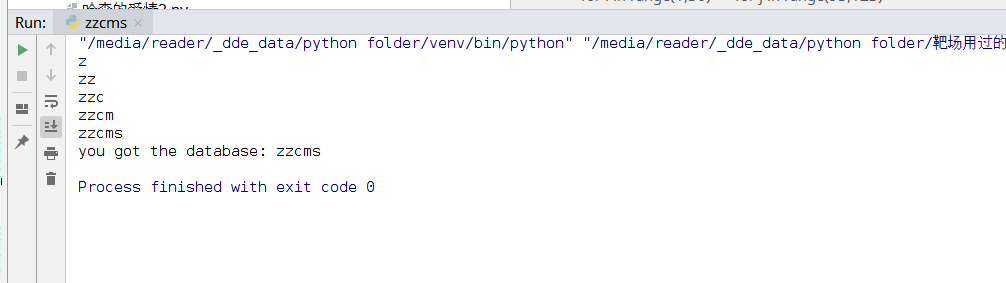 Run: zzcms
"/media/reader/_dde_data/python folder/venv/bin/python" "/media/reader/_dde_data/python folder/靶场用过的
z
zz
zzc
zzcm
zzcms
you got the database: zzcms
Process finished with exit code 0